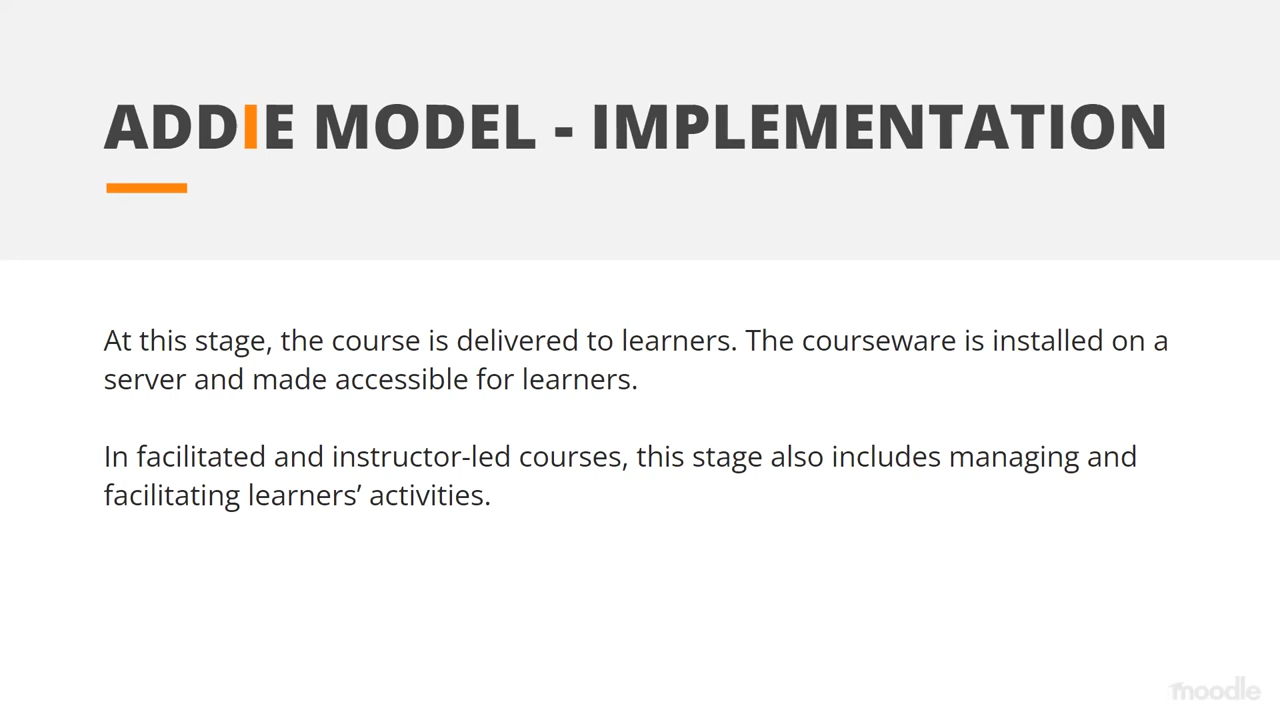 ADDIE MODEL - IMPLEMENTATION
At this stage, the course is delivered to learners. The courseware is installed on a
server and made accessible for learners.
In facilitated and instructor-led courses, this stage also includes managing and
facilitating learners’ activities.
moodle